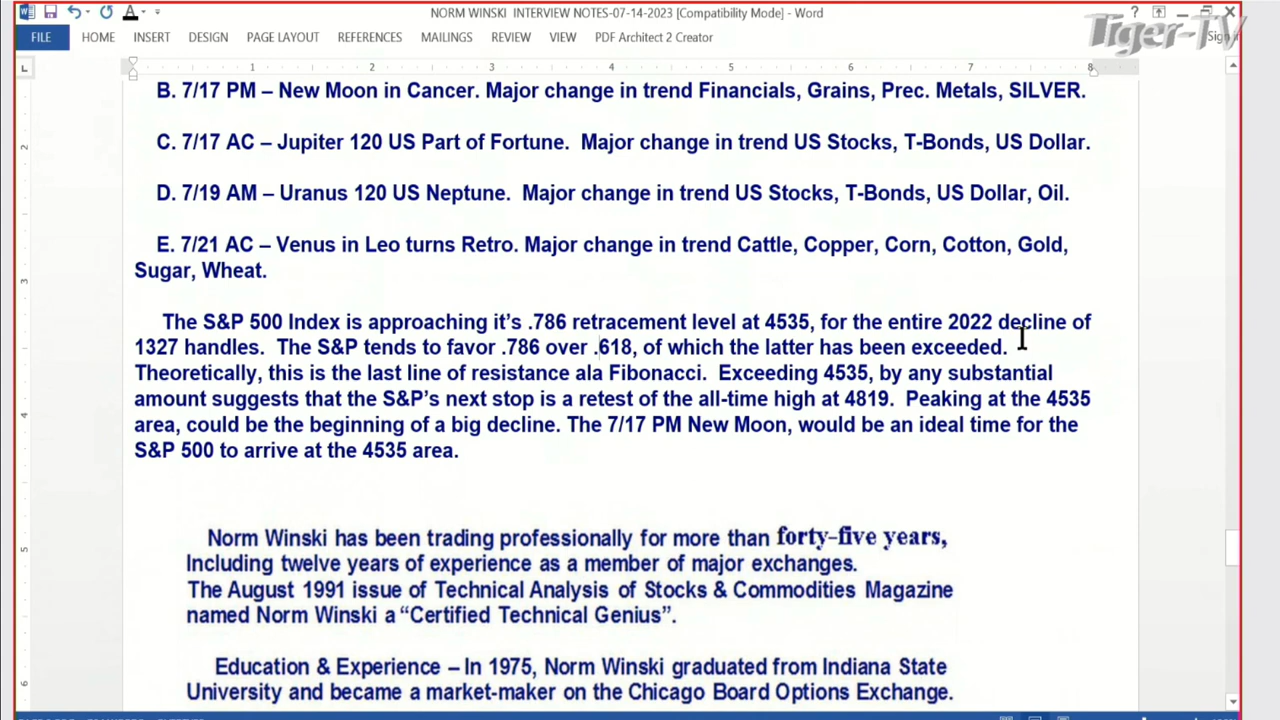 NORM WINSKI INTERVIEW NOTES-07-14-2023 [Compatibility Mode] - Word
Tiger-TV
FILE HOME INSERT DESIGN PAGE LAYOUT REFERENCES MAILINGS REVIEW VIEW PDF Architect 2 Creator Sign
1 2 3 4 5 6 7 8
B. 7/17 PM – New Moon in Cancer. Major change in trend Financials, Grains, Prec. Metals, SILVER.
C. 7/17 AC – Jupiter 120 US Part of Fortune. Major change in trend US Stocks, T-Bonds, US Dollar.
D. 7/19 AM – Uranus 120 US Neptune. Major change in trend US Stocks, T-Bonds, US Dollar, Oil.
E. 7/21 AC – Venus in Leo turns Retro. Major change in trend Cattle, Copper, Corn, Cotton, Gold,
Sugar, Wheat.
The S&P 500 Index is approaching it’s .786 retracement level at 4535, for the entire 2022 decline of
1327 handles. The S&P tends to favor .786 over .618, of which the latter has been exceeded.
Theoretically, this is the last line of resistance ala Fibonacci. Exceeding 4535, by any substantial
amount suggests that the S&P’s next stop is a retest of the all-time high at 4819. Peaking at the 4535
area, could be the beginning of a big decline. The 7/17 PM New Moon, would be an ideal time for the
S&P 500 to arrive at the 4535 area.
Norm Winski has been trading professionally for more than forty-five years,
Including twelve years of experience as a member of major exchanges.
The August 1991 issue of Technical Analysis of Stocks & Commodities Magazine
named Norm Winski a “Certified Technical Genius”.
Education & Experience – In 1975, Norm Winski graduated from Indiana State
University and became a market-maker on the Chicago Board Options Exchange.